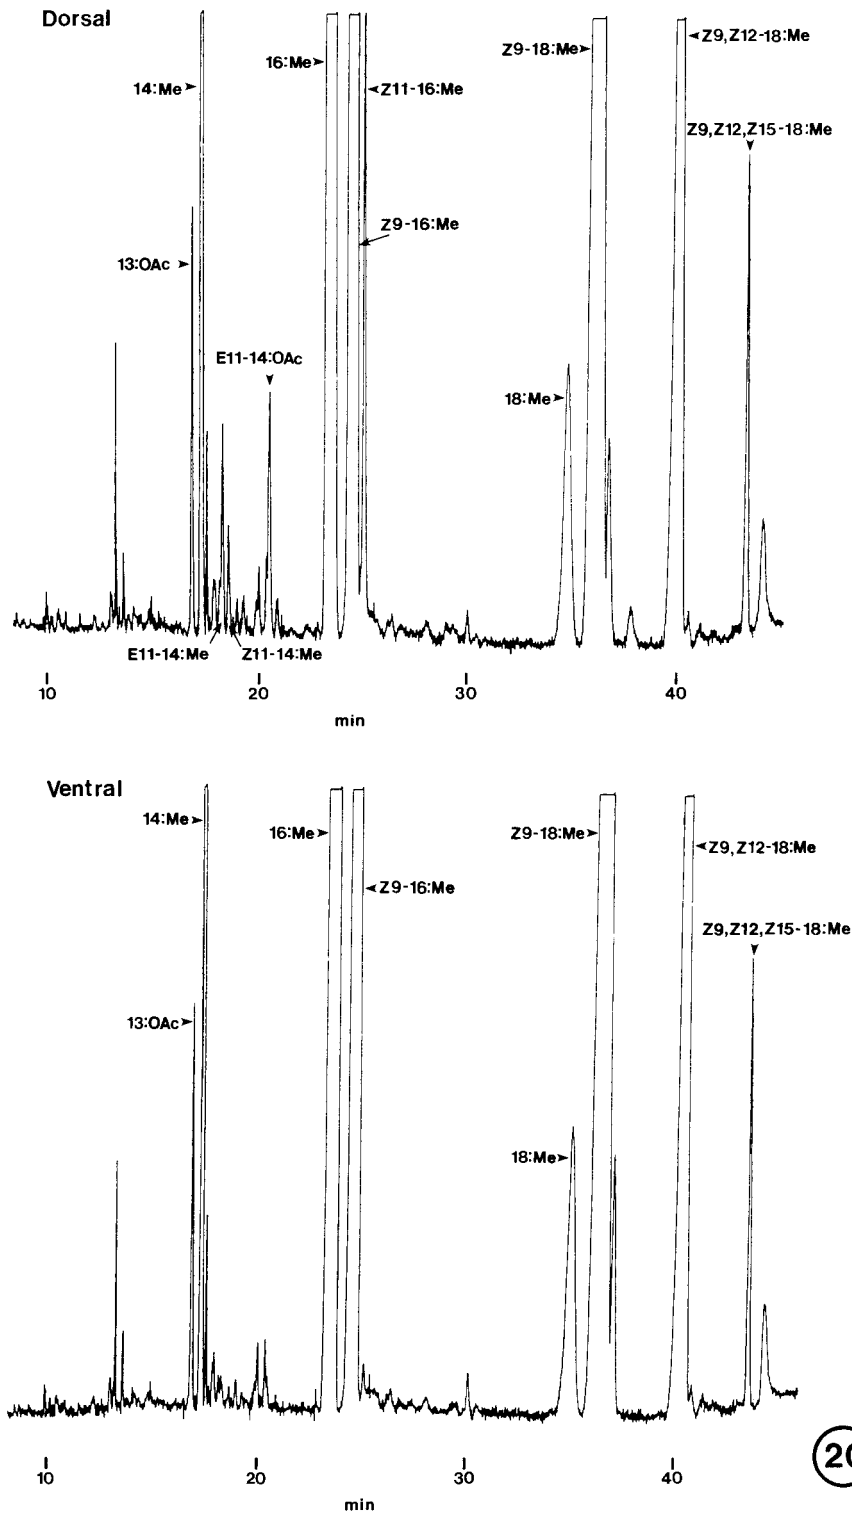 Dorsal
Z9,Z12-18:Me
16:Me
Z9-18:Me
14:Me
Z11-16:Me
Z9,Z12,Z15-18:Me
Z9-16:Me
13:OAc
E11-14:OAc
18:Me
E11-14:Me
Z11-14:Me
10
20
30
40
min
Ventral
14:Me
16:Me
Z9-18:Me
Z9,Z12-18:Me
Z9-16:Me
Z9,Z12,Z15-18:Me
13:OAc
18:Me
10
20
30
40
min